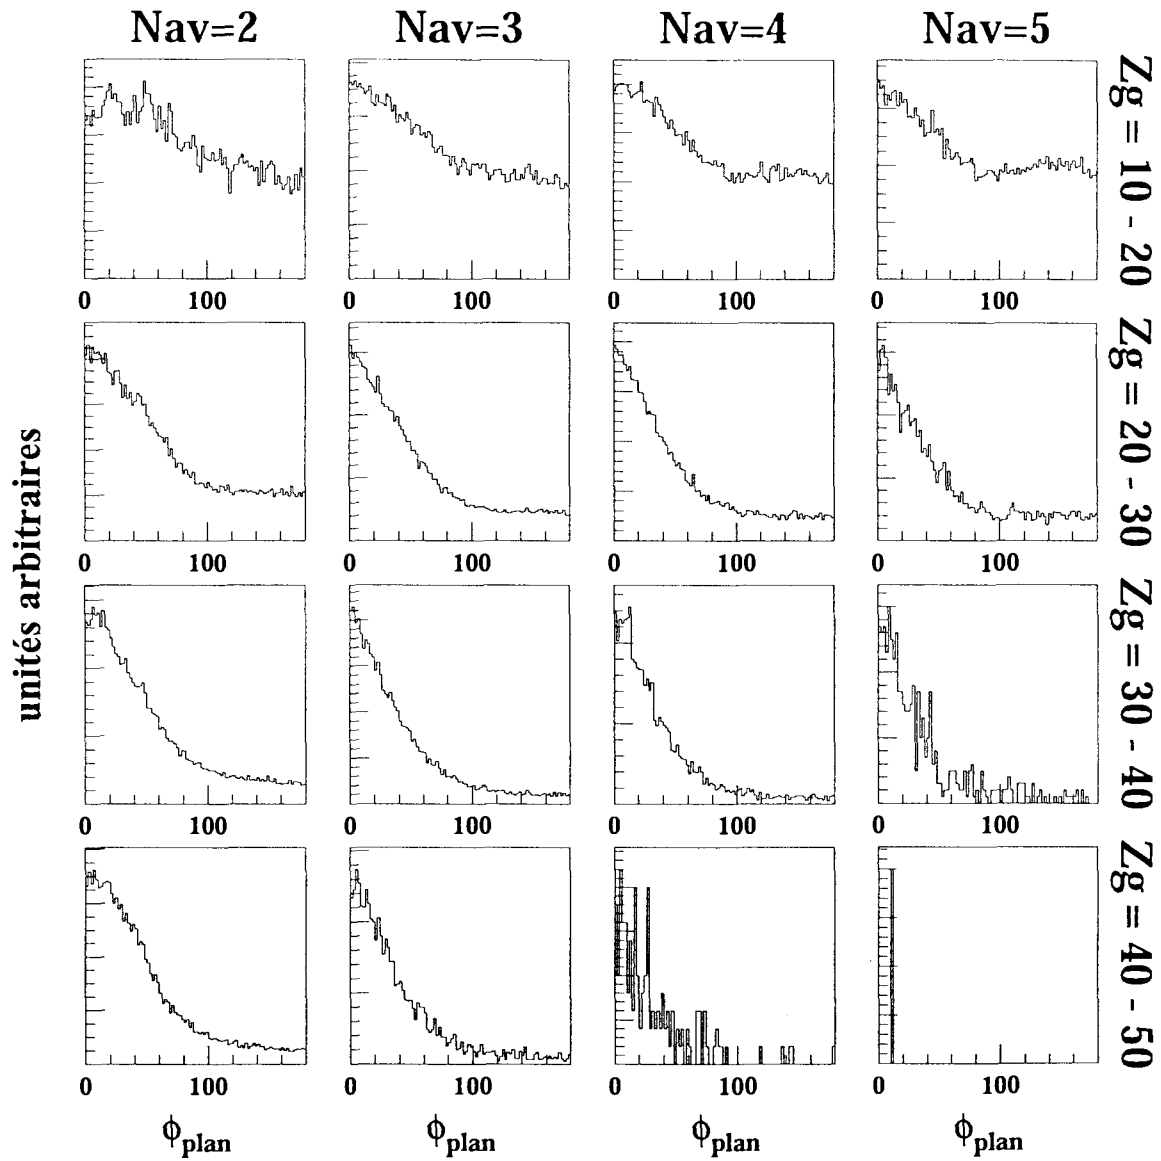 Nav=2 Nav=3 Nav=4 Nav=5
Zg = 10 - 20
0 100 0 100 0 100 0 100
Zg = 20 - 30
0 100 0 100 0 100 0 100
unités arbitraires
Zg = 30 - 40
0 100 0 100 0 100 0 100
Zg = 40 - 50
0 100 0 100 0 100 0 100
ϕplan ϕplan ϕplan ϕplan